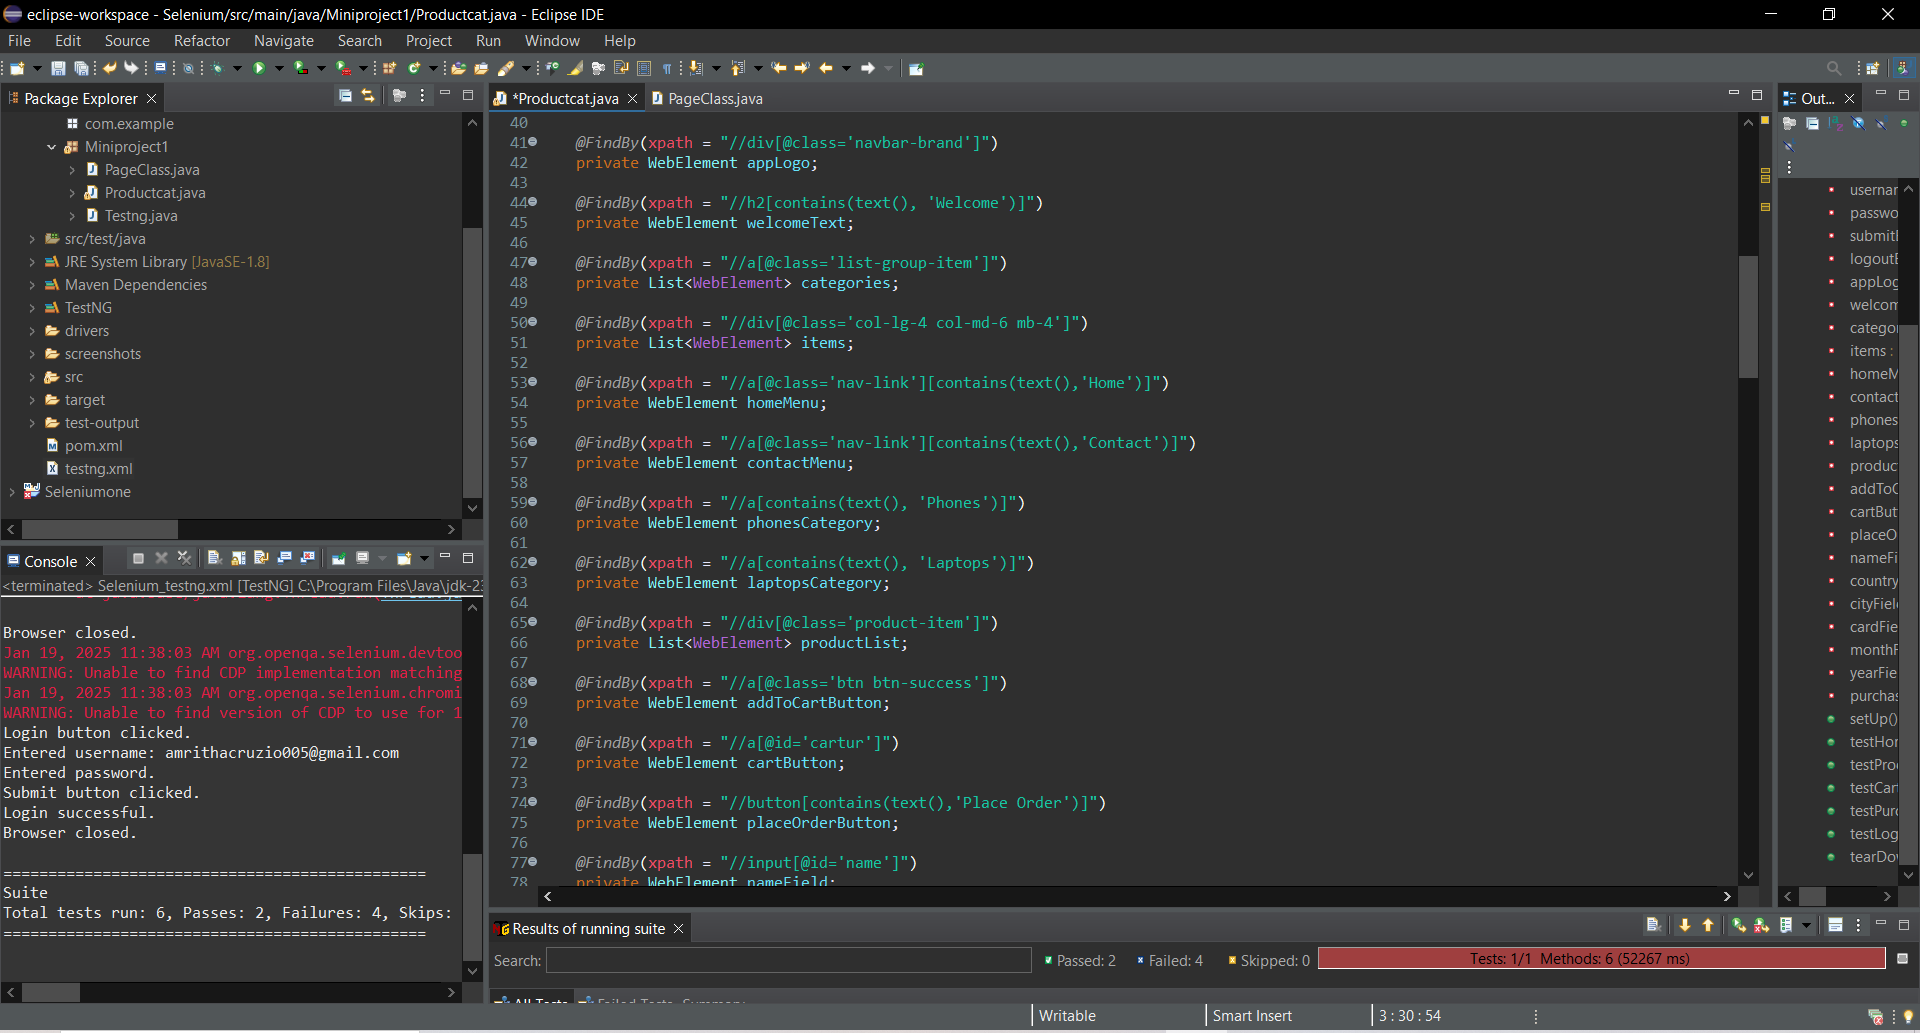 eclipse-workspace - Selenium/src/main/java/Miniproject1/Productcat.java - Eclipse IDE
File Edit Source Refactor Navigate Search Project Run Window Help
Package Explorer
com.example
Miniproject1
PageClass.java
Productcat.java
Testng.java
src/test/java
JRE System Library [JavaSE-1.8]
Maven Dependencies
TestNG
drivers
screenshots
src
target
test-output
pom.xml
testng.xml
Seleniumone
Console
<terminated> Selenium_testng.xml [TestNG] C:\Program Files\Java\jdk-23
Browser closed.
Jan 19, 2025 11:38:03 AM org.openqa.selenium.devtoo
WARNING: Unable to find CDP implementation matching
Jan 19, 2025 11:38:03 AM org.openqa.selenium.chromi
WARNING: Unable to find version of CDP to use for 1
Login button clicked.
Entered username: amrithacruzio005@gmail.com
Entered password.
Submit button clicked.
Login successful.
Browser closed.
===============================================
Suite
Total tests run: 6, Passes: 2, Failures: 4, Skips:
===============================================
*Productcat.java PageClass.java
40
41 @FindBy(xpath = "//div[@class='navbar-brand']")
42 private WebElement appLogo;
43
44 @FindBy(xpath = "//h2[contains(text(), 'Welcome')]")
45 private WebElement welcomeText;
46
47 @FindBy(xpath = "//a[@class='list-group-item']")
48 private List<WebElement> categories;
49
50 @FindBy(xpath = "//div[@class='col-lg-4 col-md-6 mb-4']")
51 private List<WebElement> items;
52
53 @FindBy(xpath = "//a[@class='nav-link'][contains(text(),'Home')]")
54 private WebElement homeMenu;
55
56 @FindBy(xpath = "//a[@class='nav-link'][contains(text(),'Contact')]")
57 private WebElement contactMenu;
58
59 @FindBy(xpath = "//a[contains(text(), 'Phones')]")
60 private WebElement phonesCategory;
61
62 @FindBy(xpath = "//a[contains(text(), 'Laptops')]")
63 private WebElement laptopsCategory;
64
65 @FindBy(xpath = "//div[@class='product-item']")
66 private List<WebElement> productList;
67
68 @FindBy(xpath = "//a[@class='btn btn-success']")
69 private WebElement addToCartButton;
70
71 @FindBy(xpath = "//a[@id='cartur']")
72 private WebElement cartButton;
73
74 @FindBy(xpath = "//button[contains(text(),'Place Order')]")
75 private WebElement placeOrderButton;
76
77 @FindBy(xpath = "//input[@id='name']")
78 private WebElement nameField;
Out...
usernar
passwo
submitI
logoutE
appLog
welcom
categor
items :
homeM
contact
phones
laptops
product
addToC
cartBut
placeO
nameFi
country
cityFiel
cardFie
monthF
yearFie
purchas
setUp()
testHor
testPro
testCar
testPur
testLog
tearDo
Results of running suite
Search: Passed: 2 Failed: 4 Skipped: 0 Tests: 1/1 Methods: 6 (52267 ms)
All Tests Failed Tests Summary
Writable Smart Insert 3 : 30 : 54